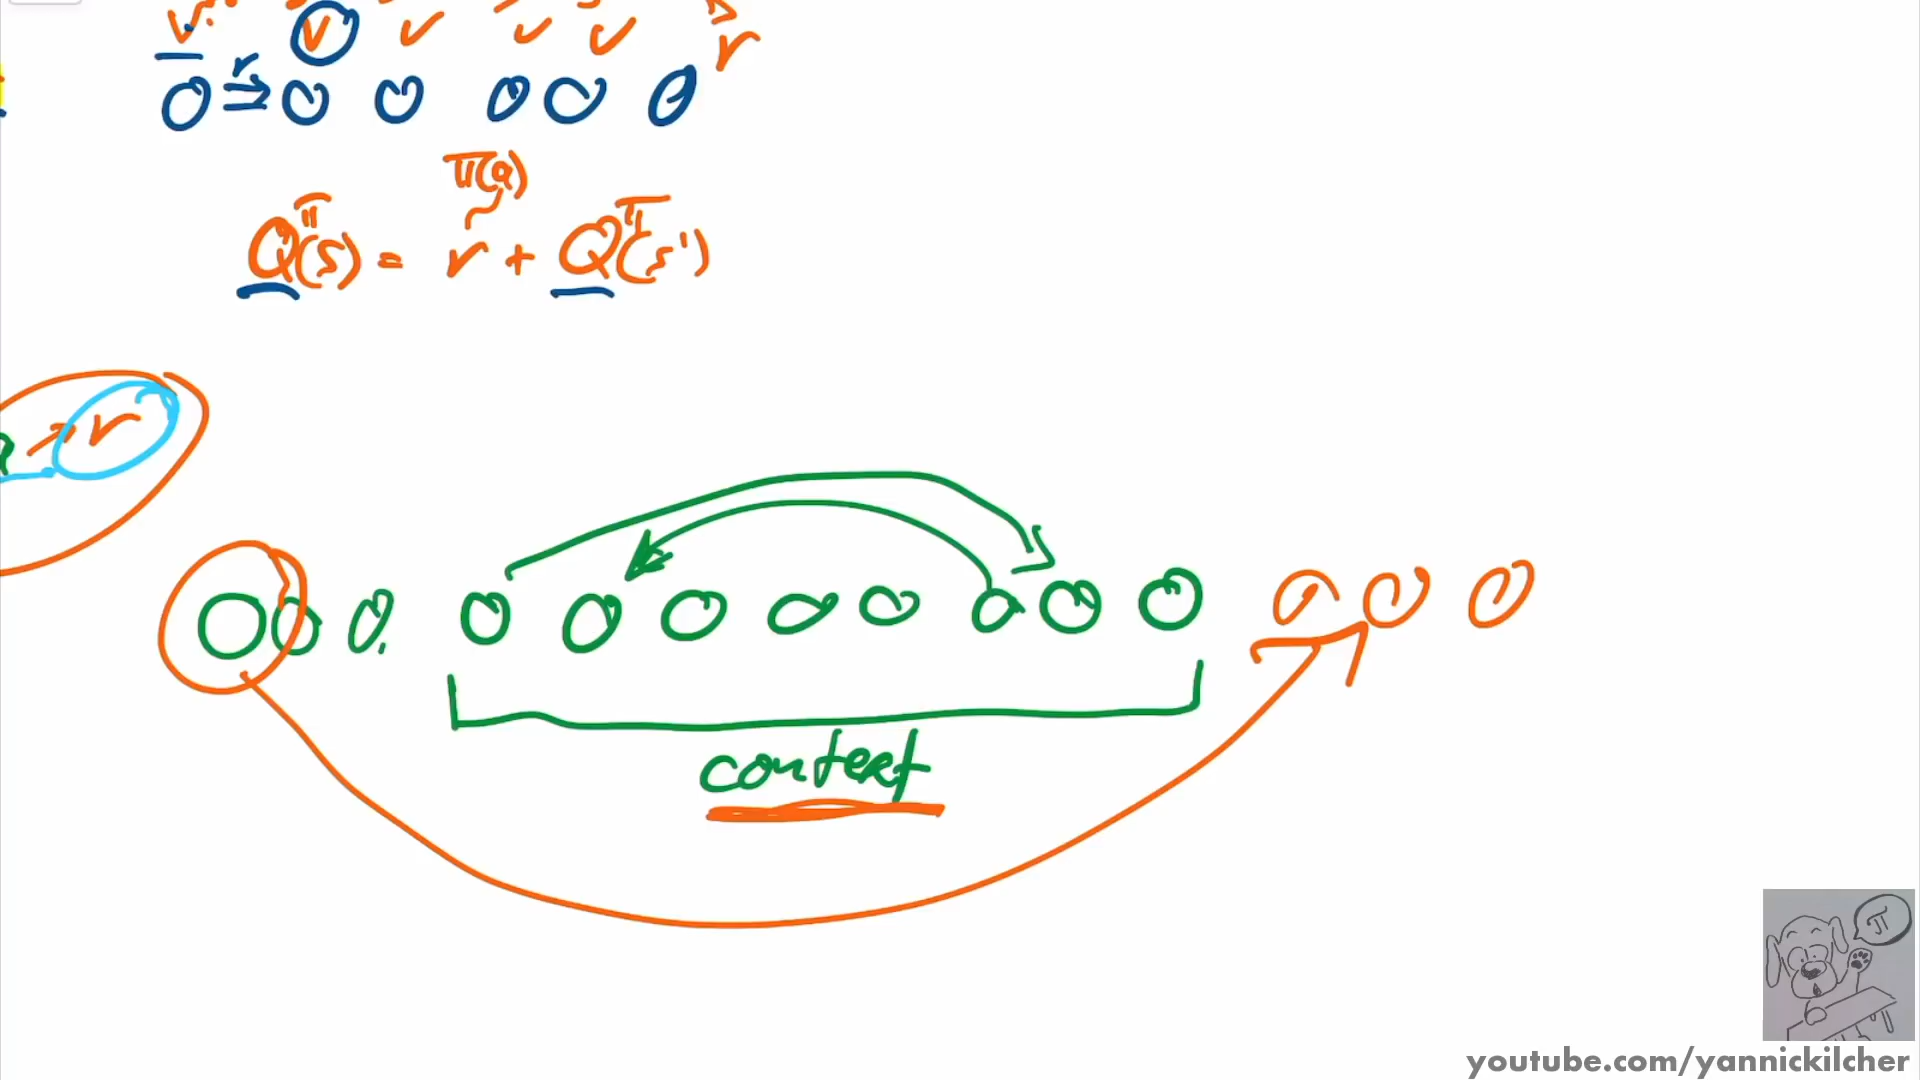 r
π(a)
Q^π(s) = r + Q^π(s')
→ r
context
π
youtube.com/yannickilcher